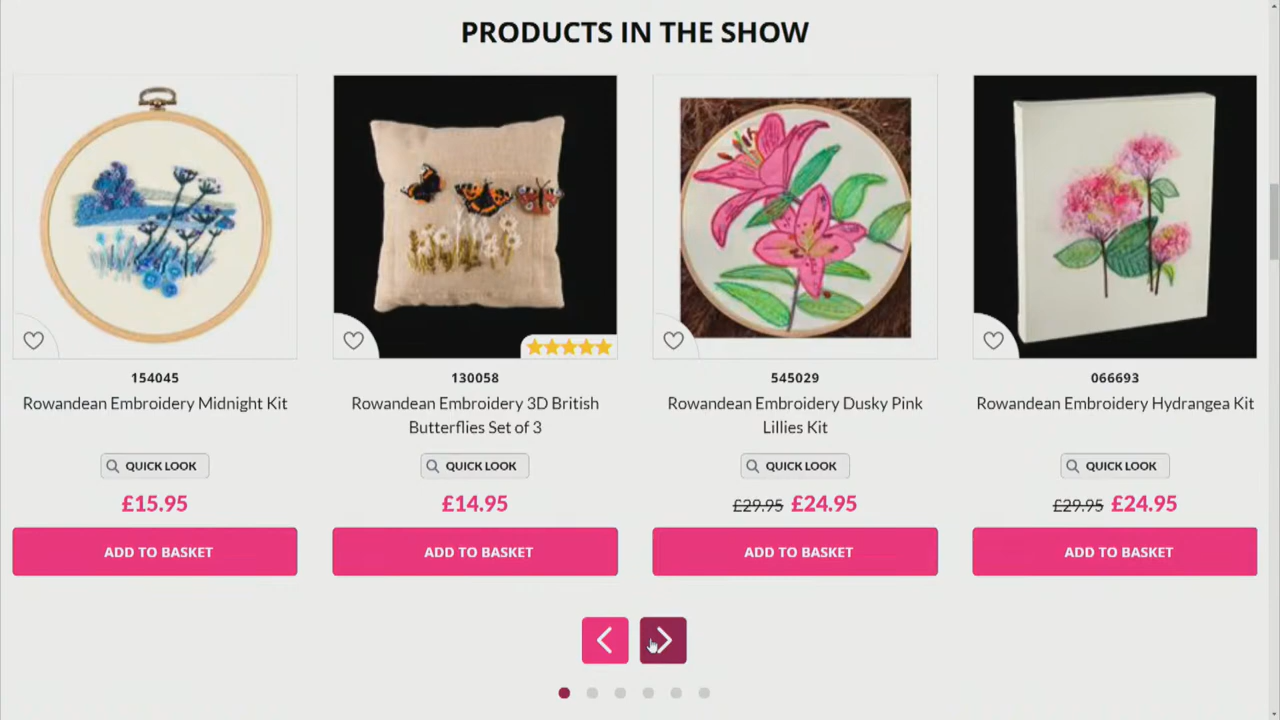 PRODUCTS IN THE SHOW
154045
Rowandean Embroidery Midnight Kit
QUICK LOOK
£15.95
ADD TO BASKET
130058
Rowandean Embroidery 3D British
Butterflies Set of 3
QUICK LOOK
£14.95
ADD TO BASKET
545029
Rowandean Embroidery Dusky Pink
Lillies Kit
QUICK LOOK
£29.95 £24.95
ADD TO BASKET
066693
Rowandean Embroidery Hydrangea Kit
QUICK LOOK
£29.95 £24.95
ADD TO BASKET